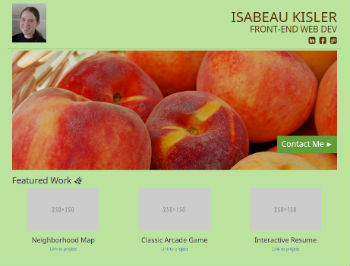 ISABEAU KISLER
FRONT-END WEB DEV
Contact Me ►
Featured Work
350×150 350×150 350×150
Neighborhood Map Classic Arcade Game Interactive Resume
Link to project Link to project Link to project